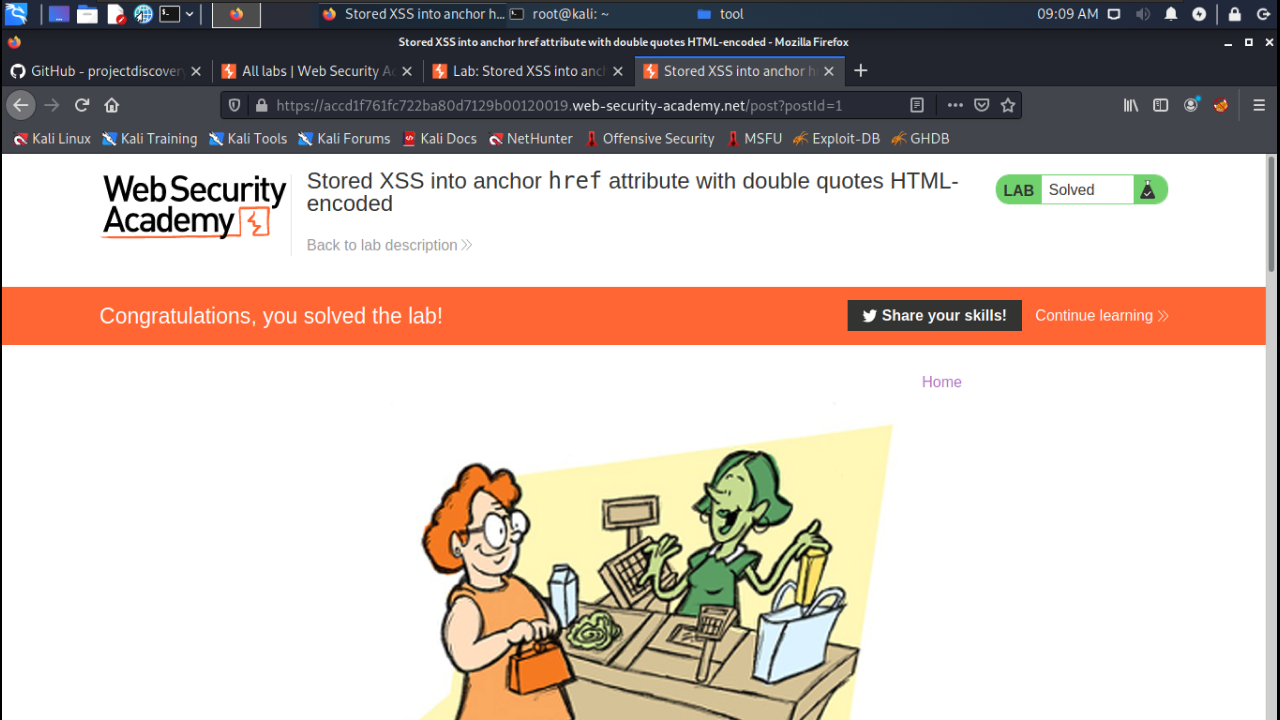 Stored XSS into anchor h... root@kali: ~ tool 09:09 AM
Stored XSS into anchor href attribute with double quotes HTML-encoded - Mozilla Firefox
GitHub - projectdiscovery All labs | Web Security Ac Lab: Stored XSS into anc Stored XSS into anchor h
https://accd1f761fc722ba80d7129b00120019.web-security-academy.net/post?postId=1
Kali Linux Kali Training Kali Tools Kali Forums Kali Docs NetHunter Offensive Security MSFU Exploit-DB GHDB
Web Security
Academy
Stored XSS into anchor href attribute with double quotes HTML-
encoded
LAB Solved
Back to lab description
Congratulations, you solved the lab!
Share your skills! Continue learning
Home